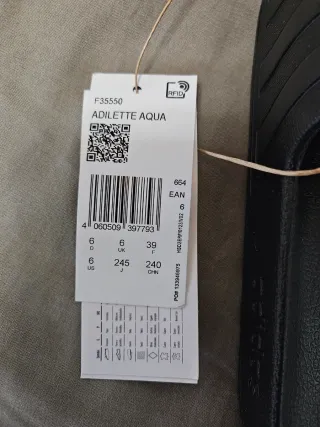 F35550
RFID
ADILETTE AQUA
664
EAN
6
4 060509 397793
6 6 39
D UK F
6 245 240
US J CHN
adidas